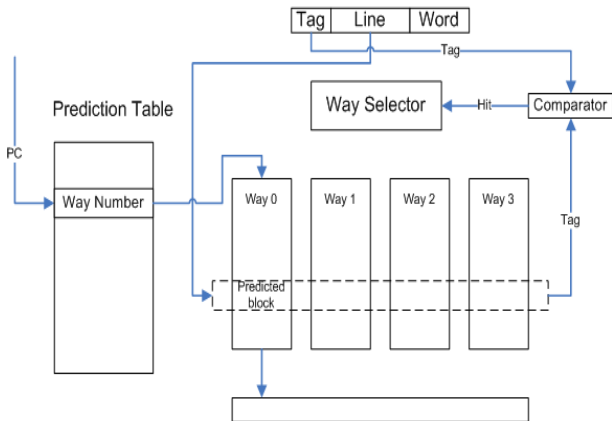 Tag Line Word
Tag
Prediction Table
Way Selector
Hit
Comparator
PC
Way Number
Way 0
Way 1
Way 2
Way 3
Tag
Predicted
block